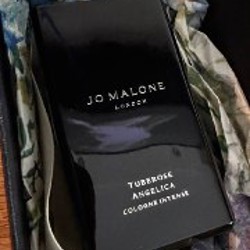 JO MALONE
LONDON
TUBEROSE
ANGELICA
COLOGNE INTENSE